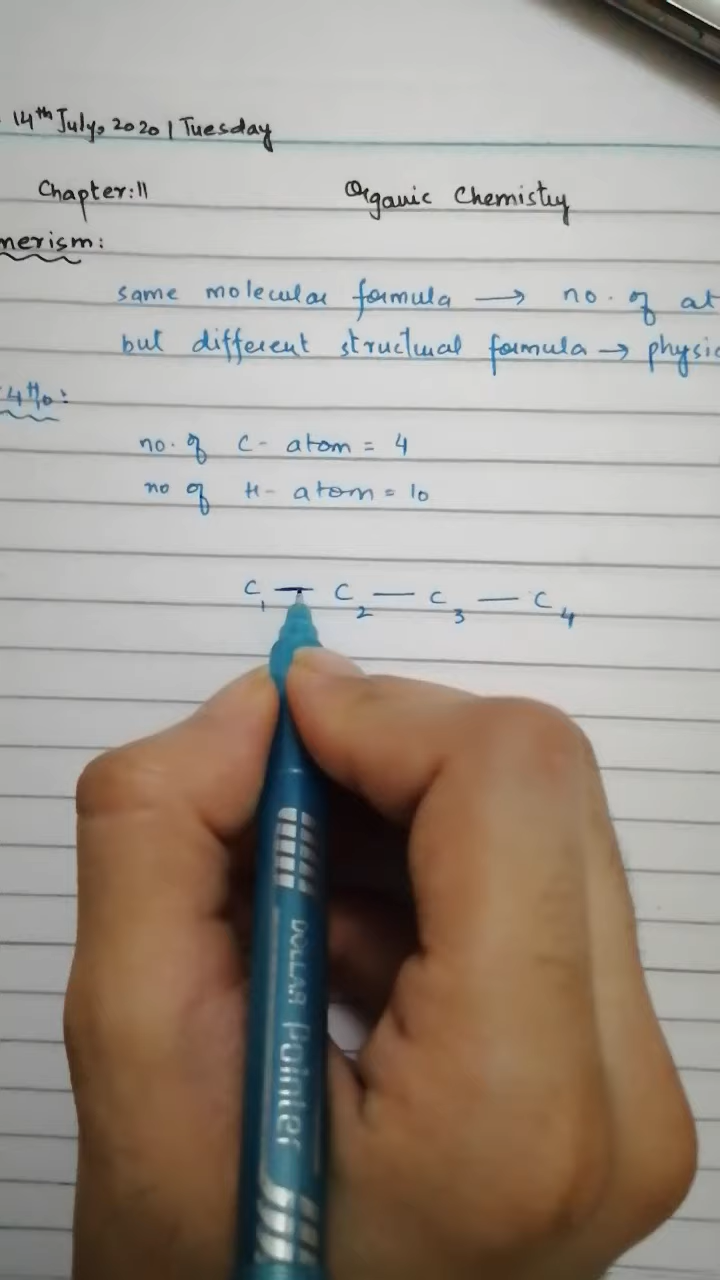 14th July, 2020 | Tuesday
Chapter: 11 Organic Chemistry
merism:
same molecular formula → no. of at
but different structural formula → physic
4H10:
no. of C- atom = 4
no of H- atom = 10
C1 — C2 — C3 — C4
DOLLAR Pointer